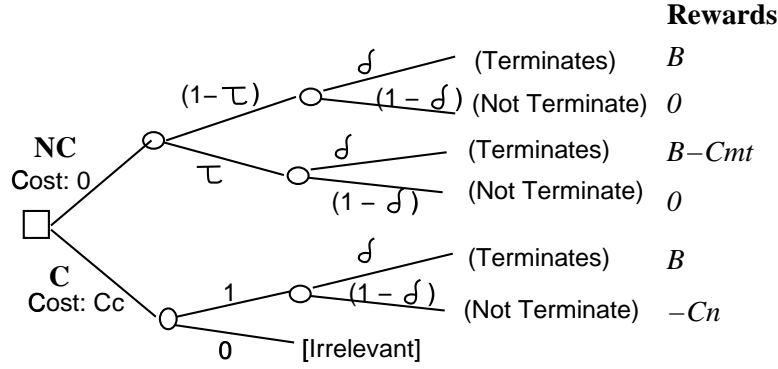 Rewards
δ (Terminates) B
(1− τ) (1 − δ) (Not Terminate) 0
NC δ (Terminates) B−Cmt
Cost: 0 τ (1 − δ) (Not Terminate) 0
C δ (Terminates) B
Cost: Cc 1 (1 − δ) (Not Terminate) −Cn
0 [Irrelevant]